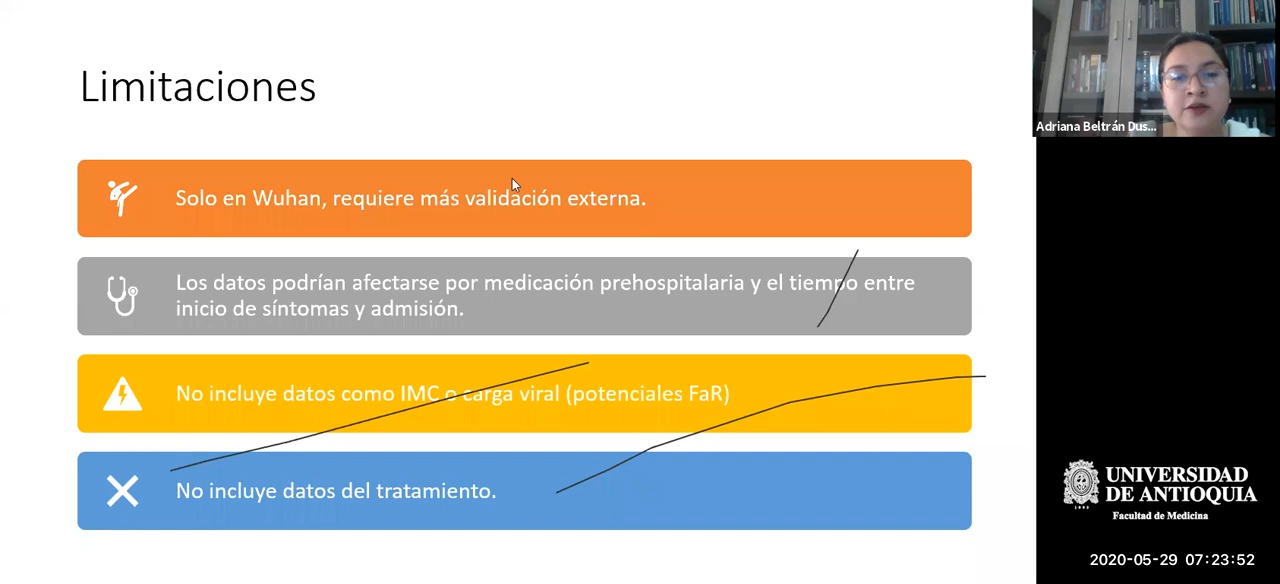 Limitaciones
Solo en Wuhan, requiere más validación externa.
Los datos podrían afectarse por medicación prehospitalaria y el tiempo entre
inicio de síntomas y admisión.
No incluye datos como IMC o carga viral (potenciales FaR)
No incluye datos del tratamiento.
Adriana Beltrán Dus...
UNIVERSIDAD
DE ANTIOQUIA
Facultad de Medicina
2020-05-29 07:23:52